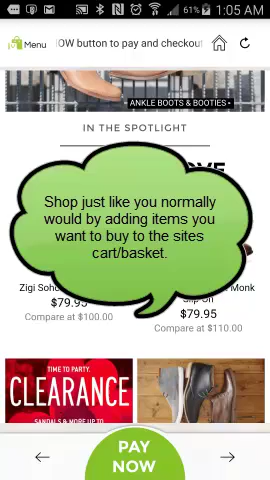 61% 1:05 AM
Menu OW button to pay and checkout
ANKLE BOOTS & BOOTIES
IN THE SPOTLIGHT
Shop just like you normally
would by adding items you
want to buy to the sites
cart/basket.
Zigi Soho Monk
Slip On
$79.95 $79.95
Compare at $100.00 Compare at $110.00
TIME TO PARTY.
CLEARANCE
SANDALS & MORE UP TO
PAY
NOW